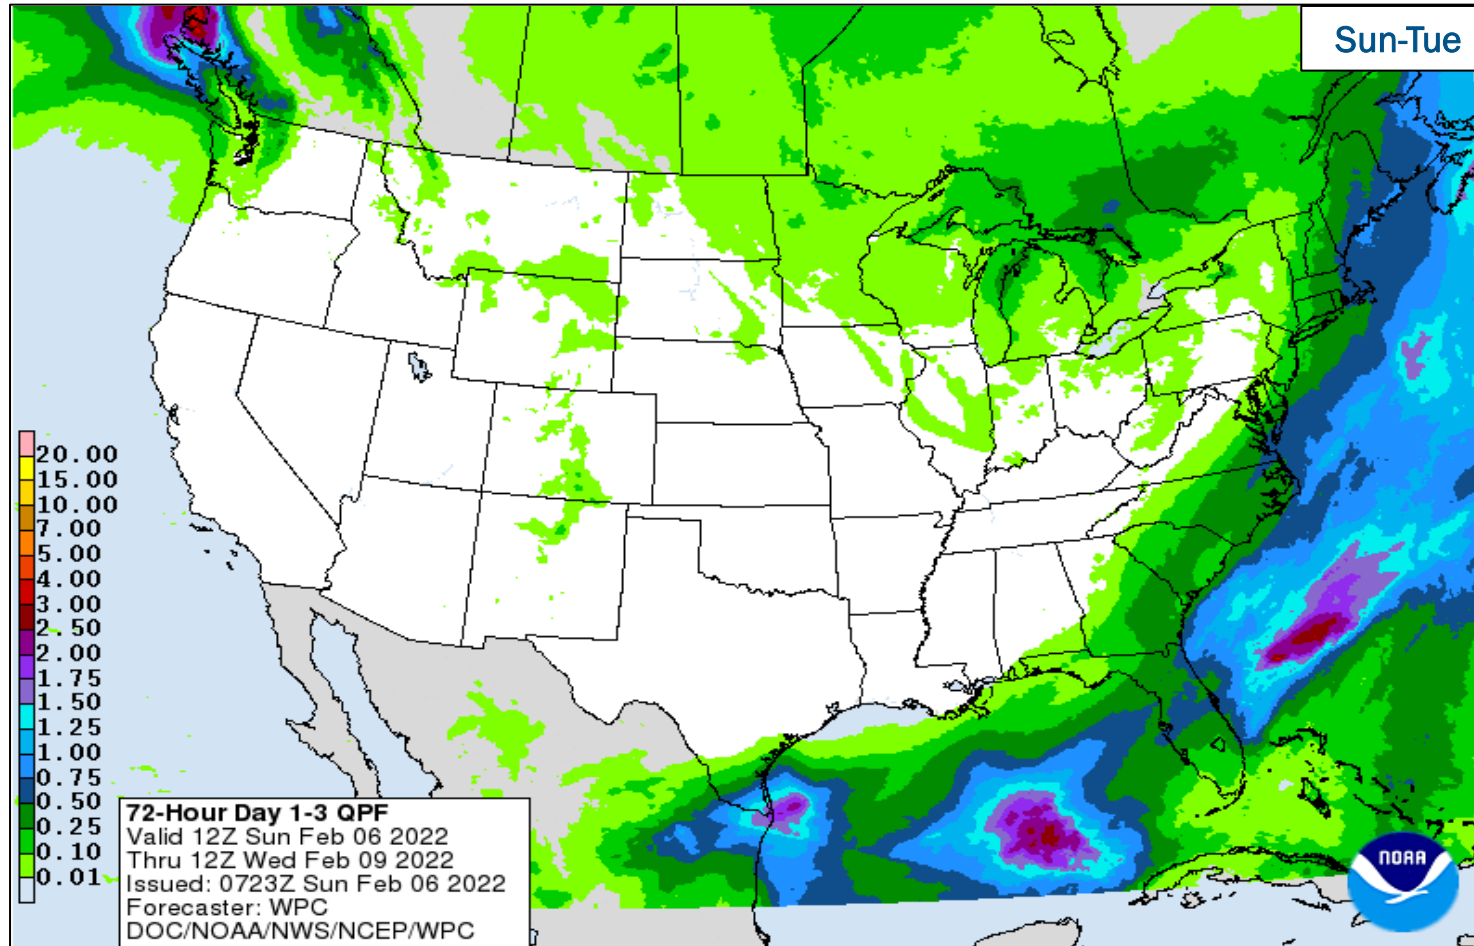 Sun-Tue
20.00
15.00
10.00
7.00
5.00
4.00
3.00
2.50
2.00
1.75
1.50
1.25
1.00
0.75
0.50
0.25
0.10
0.01
72-Hour Day 1-3 QPF
Valid 12Z Sun Feb 06 2022
Thru 12Z Wed Feb 09 2022
Issued: 0723Z Sun Feb 06 2022
Forecaster: WPC
DOC/NOAA/NWS/NCEP/WPC
NOAA